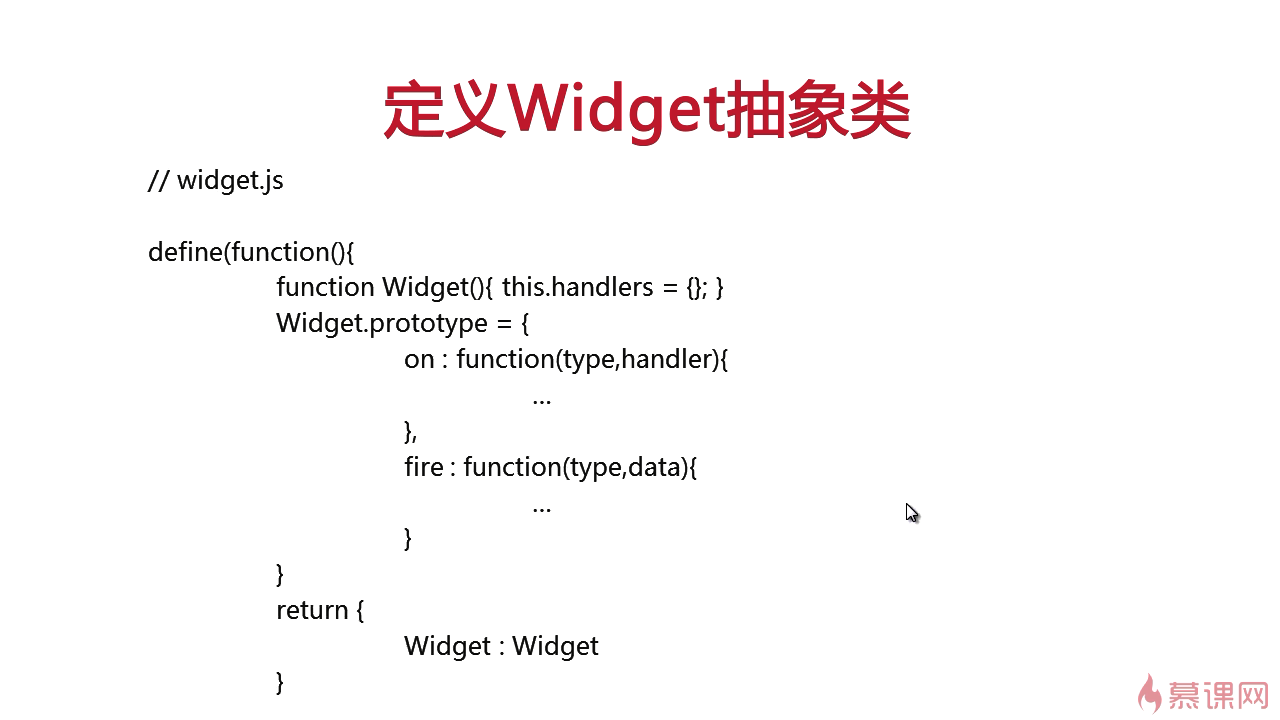 定义Widget抽象类
// widget.js
define(function(){
function Widget(){ this.handlers = {}; }
Widget.prototype = {
on : function(type,handler){
...
},
fire : function(type,data){
...
}
}
return {
Widget : Widget
}
慕课网